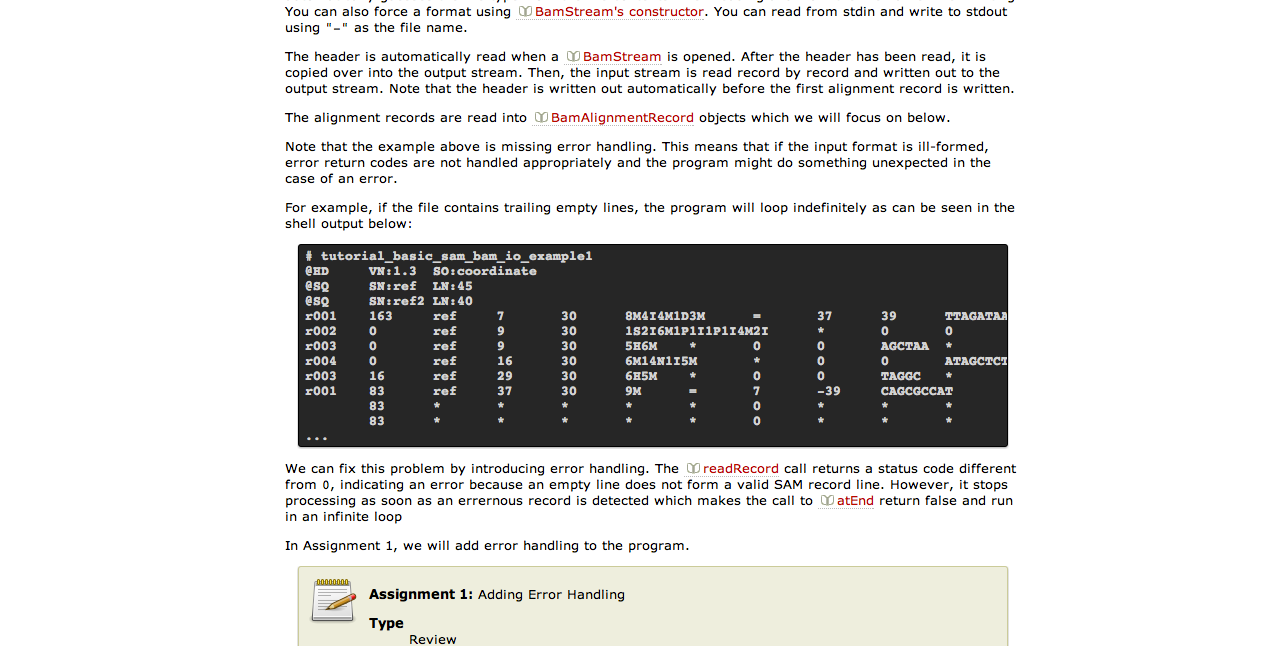 You can also force a format using BamStream's constructor. You can read from stdin and write to stdout
using "-" as the file name.
The header is automatically read when a BamStream is opened. After the header has been read, it is
copied over into the output stream. Then, the input stream is read record by record and written out to the
output stream. Note that the header is written out automatically before the first alignment record is written.
The alignment records are read into BamAlignmentRecord objects which we will focus on below.
Note that the example above is missing error handling. This means that if the input format is ill-formed,
error return codes are not handled appropriately and the program might do something unexpected in the
case of an error.
For example, if the file contains trailing empty lines, the program will loop indefinitely as can be seen in the
shell output below:
# tutorial_basic_sam_bam_io_example1
@HD VN:1.3 SO:coordinate
@SQ SN:ref LN:45
@SQ SN:ref2 LN:40
r001 163 ref 7 30 8M4I4M1D3M = 37 39 TTAGATAA
r002 0 ref 9 30 1S2I6M1P1I1P1I4M2I * 0 0
r003 0 ref 9 30 5H6M * 0 0 AGCTAA *
r004 0 ref 16 30 6M14N1I5M * 0 0 ATAGCTCT
r003 16 ref 29 30 6H5M * 0 0 TAGGC *
r001 83 ref 37 30 9M = 7 -39 CAGCGCCAT
83 * * * * * 0 * * *
83 * * * * * 0 * * *
...
We can fix this problem by introducing error handling. The readRecord call returns a status code different
from 0, indicating an error because an empty line does not form a valid SAM record line. However, it stops
processing as soon as an errernous record is detected which makes the call to atEnd return false and run
in an infinite loop
In Assignment 1, we will add error handling to the program.
Assignment 1: Adding Error Handling
Type
Review